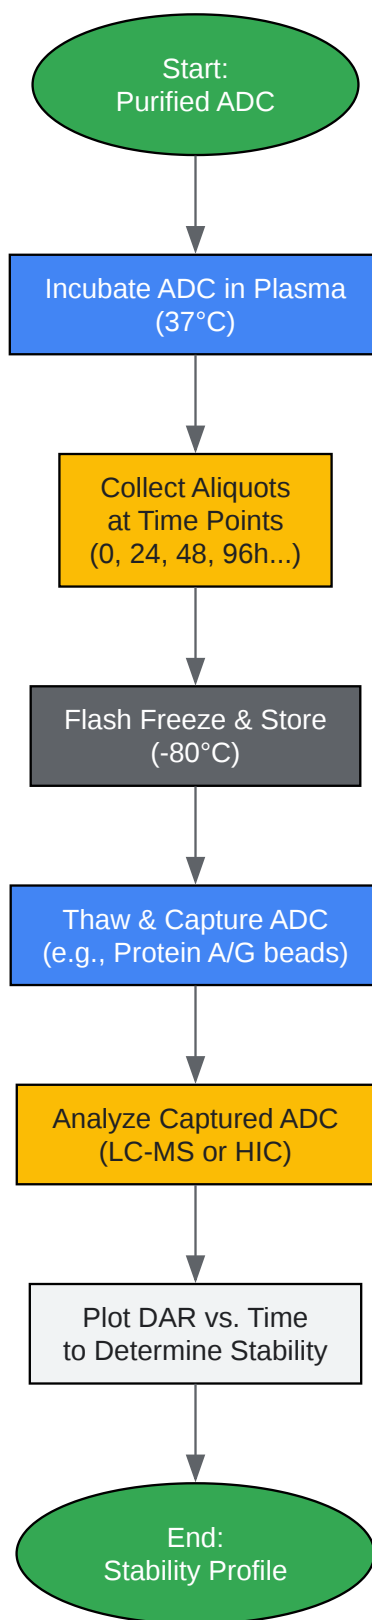 Start:
Purified ADC
Incubate ADC in Plasma
(37°C)
Collect Aliquots
at Time Points
(0, 24, 48, 96h...)
Flash Freeze & Store
(-80°C)
Thaw & Capture ADC
(e.g., Protein A/G beads)
Analyze Captured ADC
(LC-MS or HIC)
Plot DAR vs. Time
to Determine Stability
End:
Stability Profile